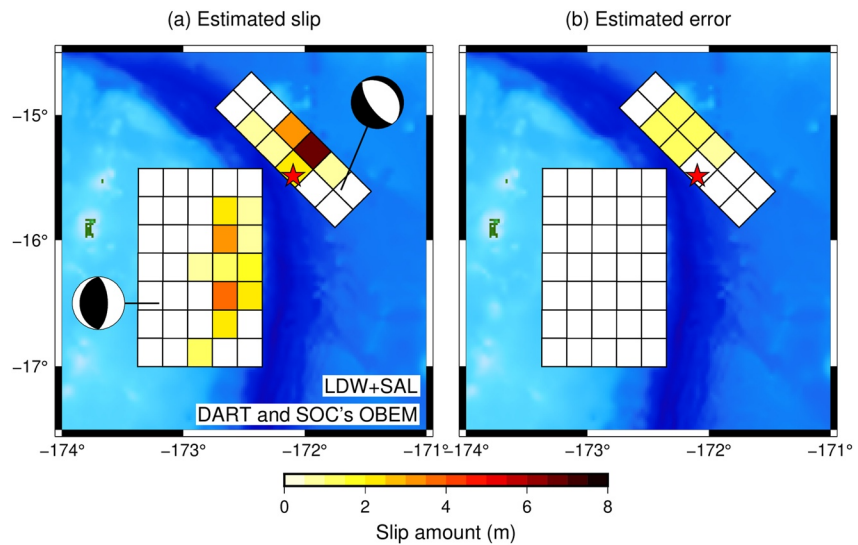 (a) Estimated slip
(b) Estimated error
−15°
−16°
−17°
LDW+SAL
DART and SOC's OBEM
−174° −173° −172° −171° −174° −173° −172° −171°
0 2 4 6 8
Slip amount (m)